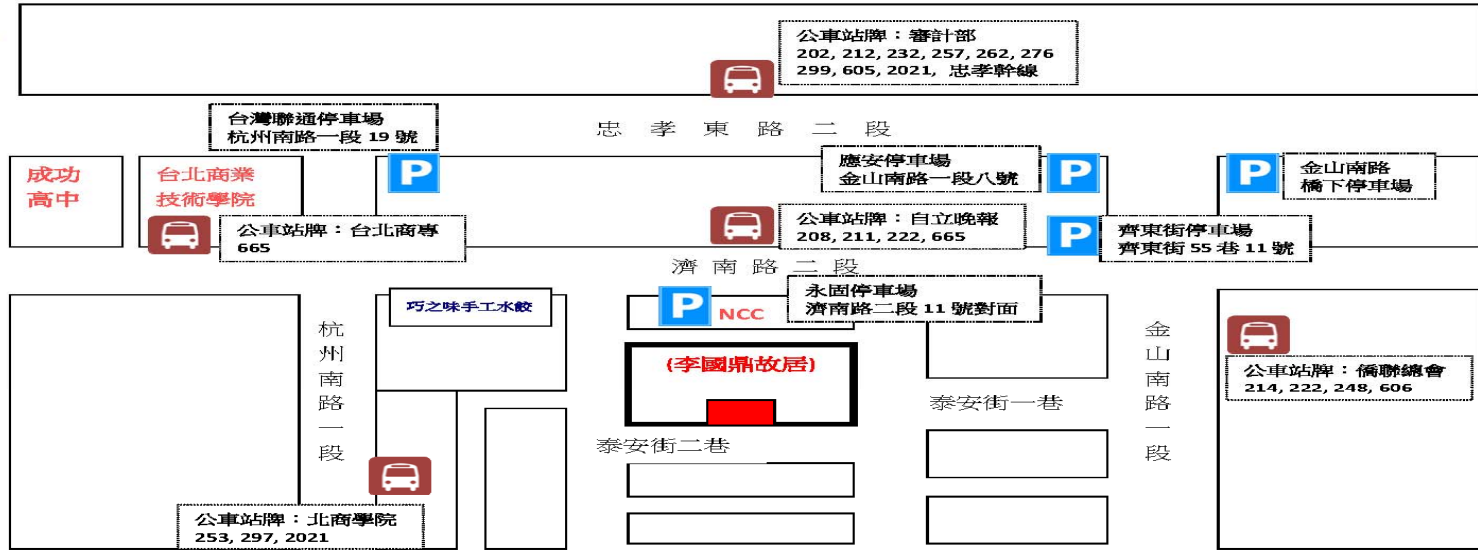 公車站牌：審計部
202, 212, 232, 257, 262, 276
299, 605, 2021, 忠孝幹線
台灣聯通停車場
杭州南路一段 19 號
忠孝東路二段
成功
高中
台北商業
技術學院
P
應安停車場
金山南路一段八號
P
P
金山南路
橋下停車場
公車站牌：台北商專
665
公車站牌：自立晚報
208, 211, 222, 665
P
齊東街停車場
齊東街 55 巷 11 號
濟南路二段
巧之味手工水餃
P
NCC
永固停車場
濟南路二段 11 號對面
杭州南路一段
(李國鼎故居)
金山南路一段
公車站牌：僑聯總會
214, 222, 248, 606
泰安街一巷
泰安街二巷
公車站牌：北商學院
253, 297, 2021